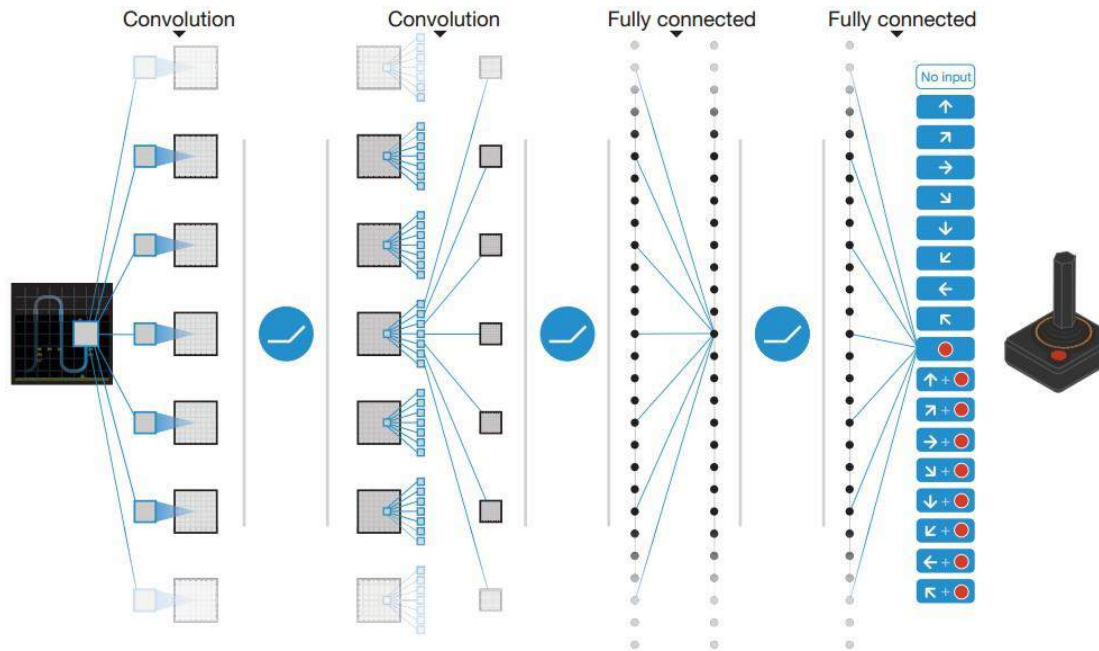 Convolution
Convolution
Fully connected
Fully connected
No input
+
+
+
+
+
+
+
+